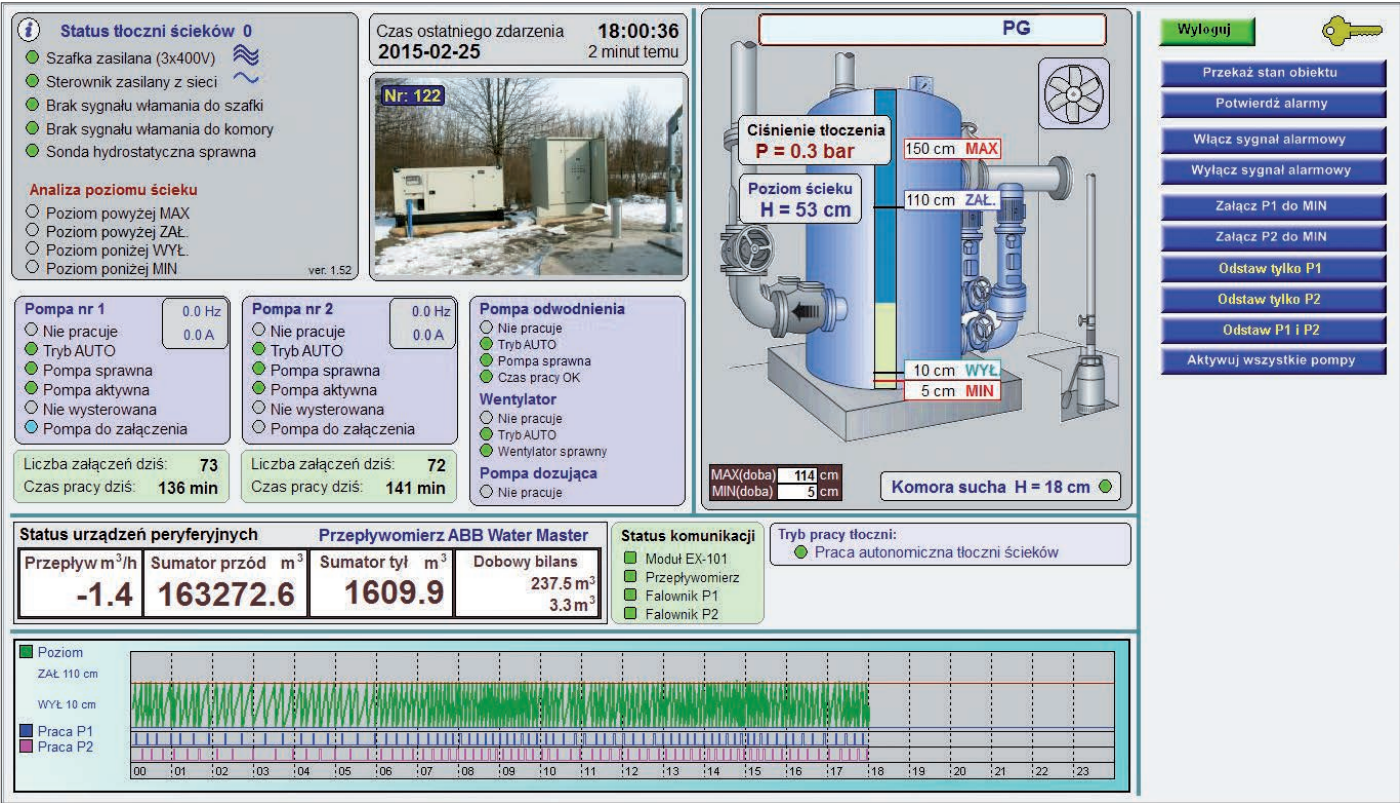 Status tłoczni ścieków 0
Szafka zasilana (3x400V)
Sterownik zasilany z sieci
Brak sygnału włamania do szafki
Brak sygnału włamania do komory
Sonda hydrostatyczna sprawna
Analiza poziomu ścieku
Poziom powyżej MAX
Poziom powyżej ZAŁ.
Poziom poniżej WYŁ.
Poziom poniżej MIN
ver. 1.52
Czas ostatniego zdarzenia 18:00:36
2015-02-25 2 minut temu
Nr: 122
Pompa nr 1
0.0 Hz
0.0 A
Nie pracuje
Tryb AUTO
Pompa sprawna
Pompa aktywna
Nie wysterowana
Pompa do załączenia
Liczba załączeń dziś: 73
Czas pracy dziś: 136 min
Pompa nr 2
0.0 Hz
0.0 A
Nie pracuje
Tryb AUTO
Pompa sprawna
Pompa aktywna
Nie wysterowana
Pompa do załączenia
Liczba załączeń dziś: 72
Czas pracy dziś: 141 min
Pompa odwodnienia
Nie pracuje
Tryb AUTO
Pompa sprawna
Czas pracy OK
Wentylator
Nie pracuje
Tryb AUTO
Wentylator sprawny
Pompa dozująca
Nie pracuje
PG
Ciśnienie tłoczenia
P = 0.3 bar
150 cm MAX
Poziom ścieku
H = 53 cm
110 cm ZAŁ.
10 cm WYŁ.
5 cm MIN
MAX(doba) 114 cm
MIN(doba) 5 cm
Komora sucha H = 18 cm
Wyloguj
Przekaż stan obiektu
Potwierdź alarmy
Włącz sygnał alarmowy
Wyłącz sygnał alarmowy
Załącz P1 do MIN
Załącz P2 do MIN
Odstaw tylko P1
Odstaw tylko P2
Odstaw P1 i P2
Aktywuj wszystkie pompy
Status urządzeń peryferyjnych Przepływomierz ABB Water Master
Przepływ m³/h
-1.4
Sumator przód m³
163272.6
Sumator tył m³
1609.9
Dobowy bilans
237.5 m³
3.3 m³
Status komunikacji
Moduł EX-101
Przepływomierz
Falownik P1
Falownik P2
Tryb pracy tłoczni:
Praca autonomiczna tłoczni ścieków
Poziom
ZAŁ 110 cm
WYŁ 10 cm
Praca P1
Praca P2
00 01 02 03 04 05 06 07 08 09 10 11 12 13 14 15 16 17 18 19 20 21 22 23